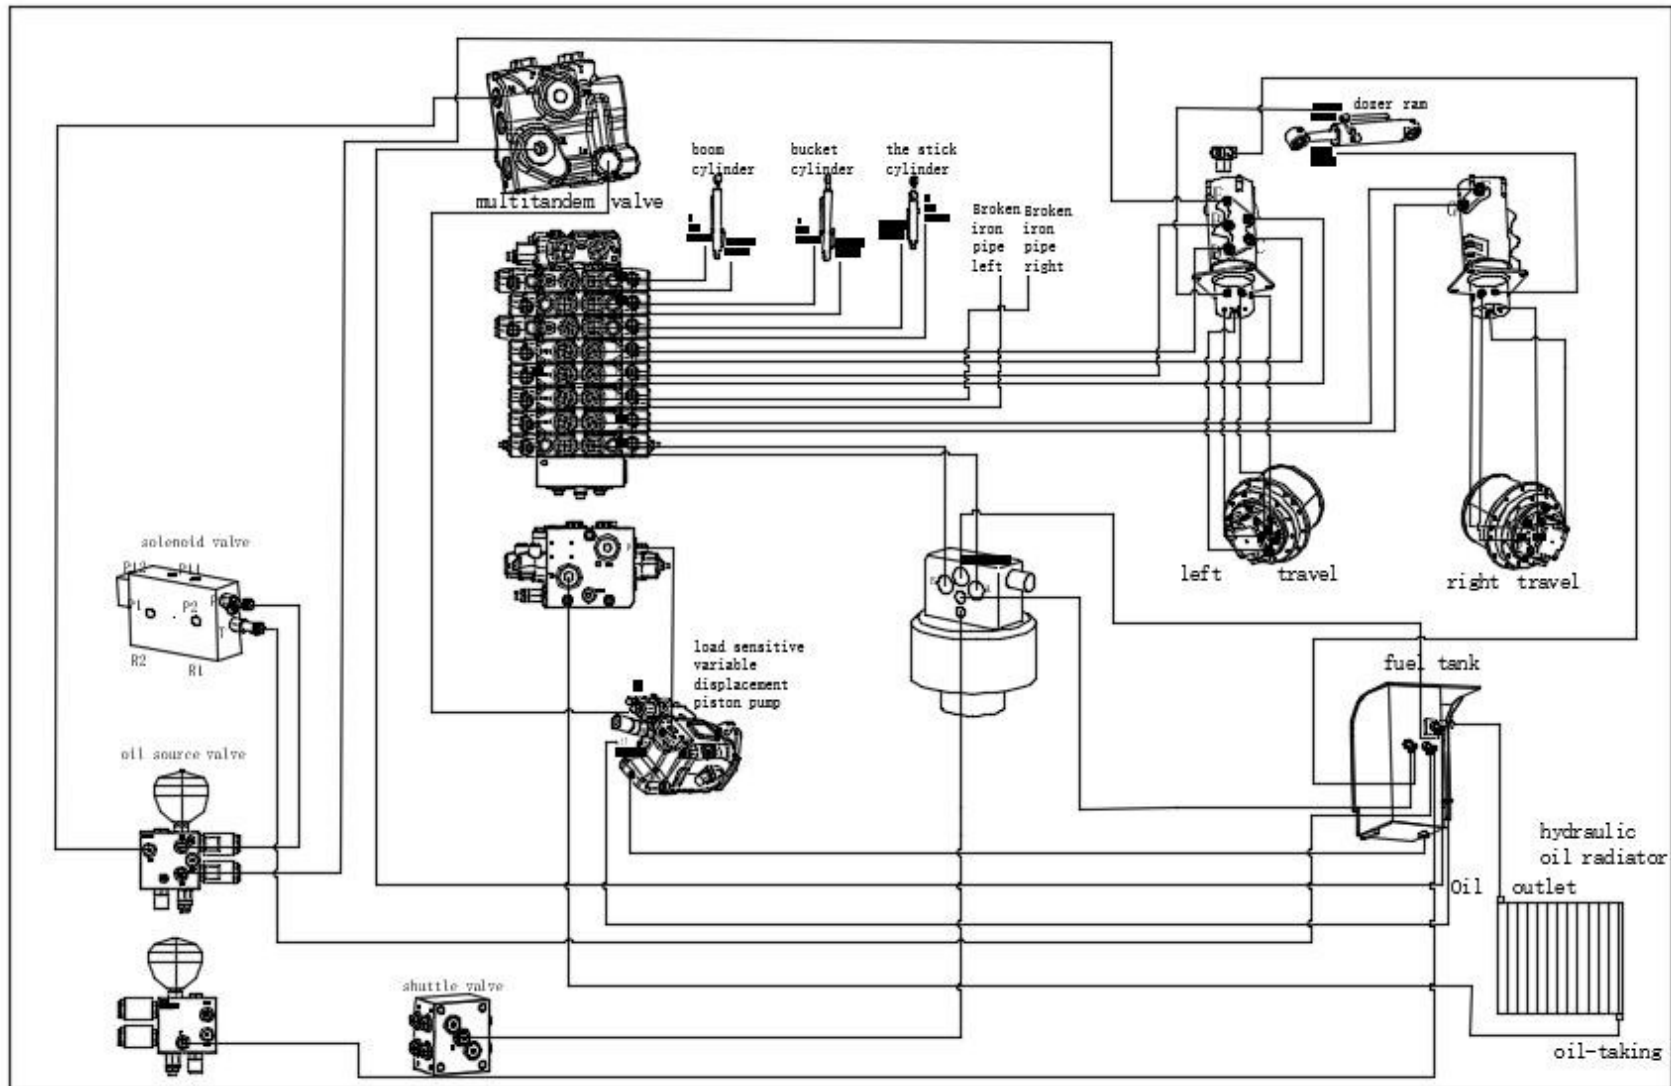 dozer ram
boom
cylinder
bucket
cylinder
the stick
cylinder
multitandem valve
Broken
iron
pipe
left
Broken
iron
pipe
right
solenoid valve
P12
P11
P1
P2
P
T
R2
R1
left travel
right travel
load sensitive
variable
displacement
piston pump
fuel tank
oil source valve
hydraulic
oil radiator
Oil outlet
shuttle valve
oil-taking